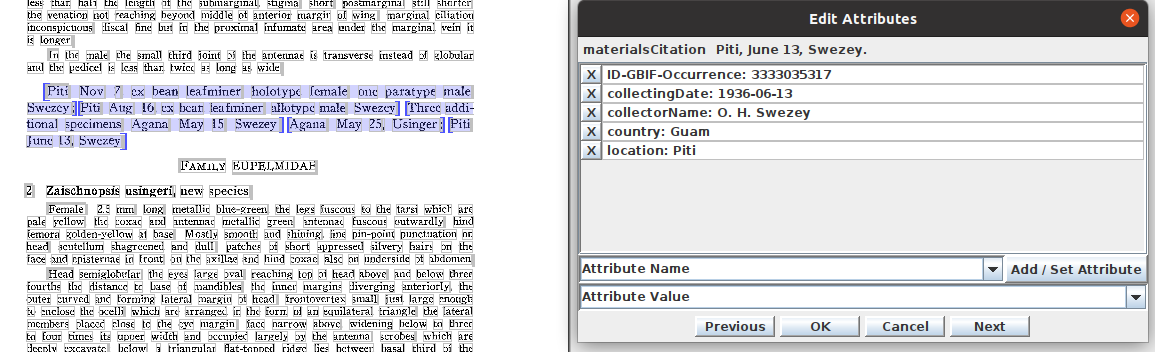 less than half the length of the submarginal, stigma short postmarginal still shorter
the venation not reaching beyond middle of anterior margin of wing marginal ciliation
inconspicuous discal fine but in the proximal infumate area under the marginal vein it
is longer
In the male the small third joint of the antennae is transverse instead of globular
and the pedicel is less than twice as long as wide
Piti Nov 7 ex bean leafminer holotype female one paratype male
Swezey; Piti Aug 16 ex bean leafminer allotype male Swezey Three addi-
tional specimens Agana May 15 Swezey Agana May 25, Usinger; Piti
June 13, Swezey
FAMILY EUPELMIDAE
2 Zaischnopsis usingeri, new species
Female 2.5 mm long metallic blue-green the legs fuscous to the tarsi which are
pale yellow the coxae and antennae metallic green antennae fuscous outwardly hind
femora golden-yellow at base Mostly smooth and shining, fine pin-point punctuation on
head scutellum shagreened and dull patches of short appressed silvery hairs on the
face and episternae in front on the axillae and hind coxae also on underside of abdomen
Head semiglobular the eyes large oval reaching top of head above and below three
fourths the distance to base of mandibles the inner margins diverging anteriorly, the
outer curved and forming lateral margin of head frontovertex small just large enough
to enclose the ocelli which are arranged in the form of an equilateral triangle the lateral
members placed close to the eye margin face narrow above widening below to three
to four times its upper width and occupied largely by the antenna scrobes which are
deeply excavate below a triangular flat-topped ridge lies between basal third of the
Edit Attributes
materialsCitation Piti, June 13, Swezey.
X ID-GBIF-Occurrence: 3333035317
X collectingDate: 1936-06-13
X collectorName: O. H. Swezey
X country: Guam
X location: Piti
Attribute Name Add / Set Attribute
Attribute Value
Previous OK Cancel Next